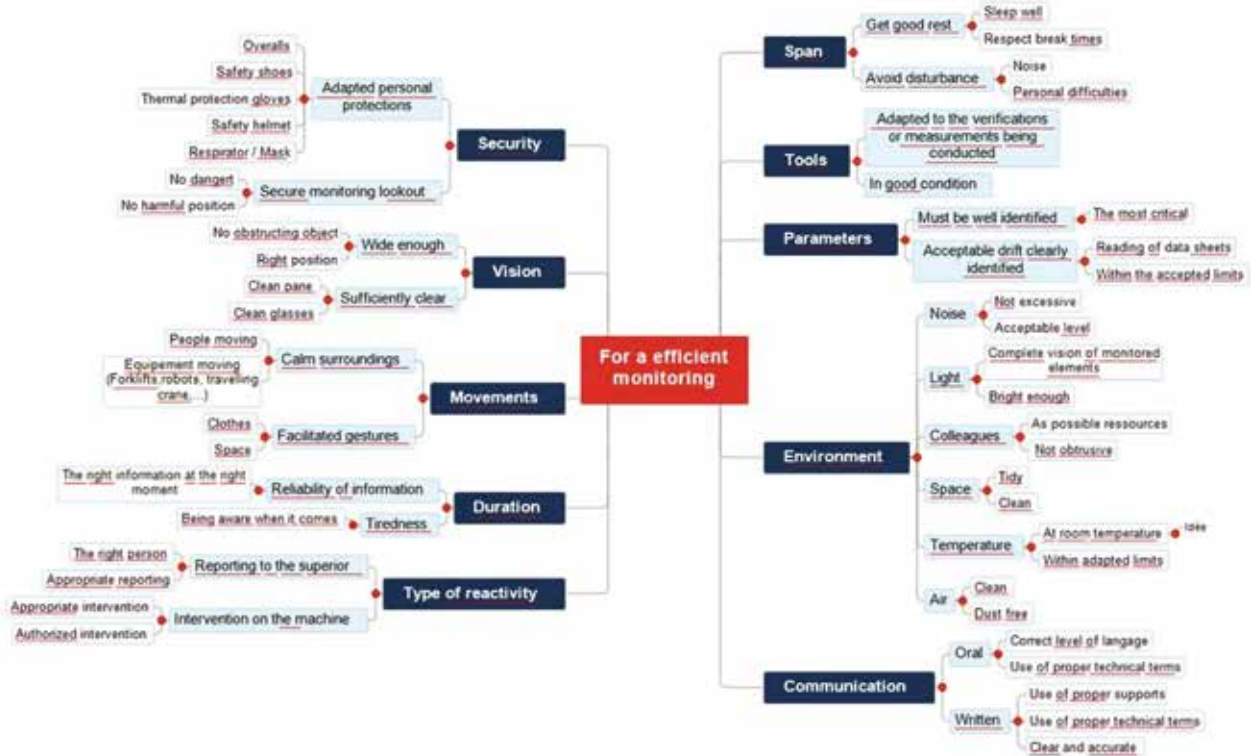 For a efficient
monitoring
Security
Adapted personal
protections
Overalls
Safety shoes
Thermal protection gloves
Safety helmet
Respirator / Mask
Secure monitoring lookout
No dangert
No harmful position
Vision
Wide enough
No obstructing object
Right position
Sufficiently clear
Clean pane
Clean glasses
Movements
Calm surroundings
People moving
Equipement moving
(Forklifts,robots, travelling
crane,...)
Facilitated gestures
Clothes
Space
Duration
Reliability of information
The right information at the right
moment
Tiredness
Being aware when it comes
Type of reactivity
Reporting to the superior
The right person
Appropriate reporting
Intervention on the machine
Appropriate intervention
Authorized intervention
Span
Get good rest
Sleep well
Respect break times
Avoid disturbance
Noise
Personal difficulties
Tools
Adapted to the verifications
or measurements being
conducted
In good condition
Parameters
Must be well identified
The most critical
Acceptable drift clearly
identified
Reading of data sheets
Within the accepted limits
Environment
Noise
Not excessive
Acceptable level
Light
Complete vision of monitored
elements
Bright enough
Colleagues
As possible ressources
Not obtrusive
Space
Tidy
Clean
Temperature
At room temperature
Idée
Within adapted limits
Air
Clean
Dust free
Communication
Oral
Correct level of langage
Use of proper technical terms
Written
Use of proper supports
Use of proper technical terms
Clear and accurate